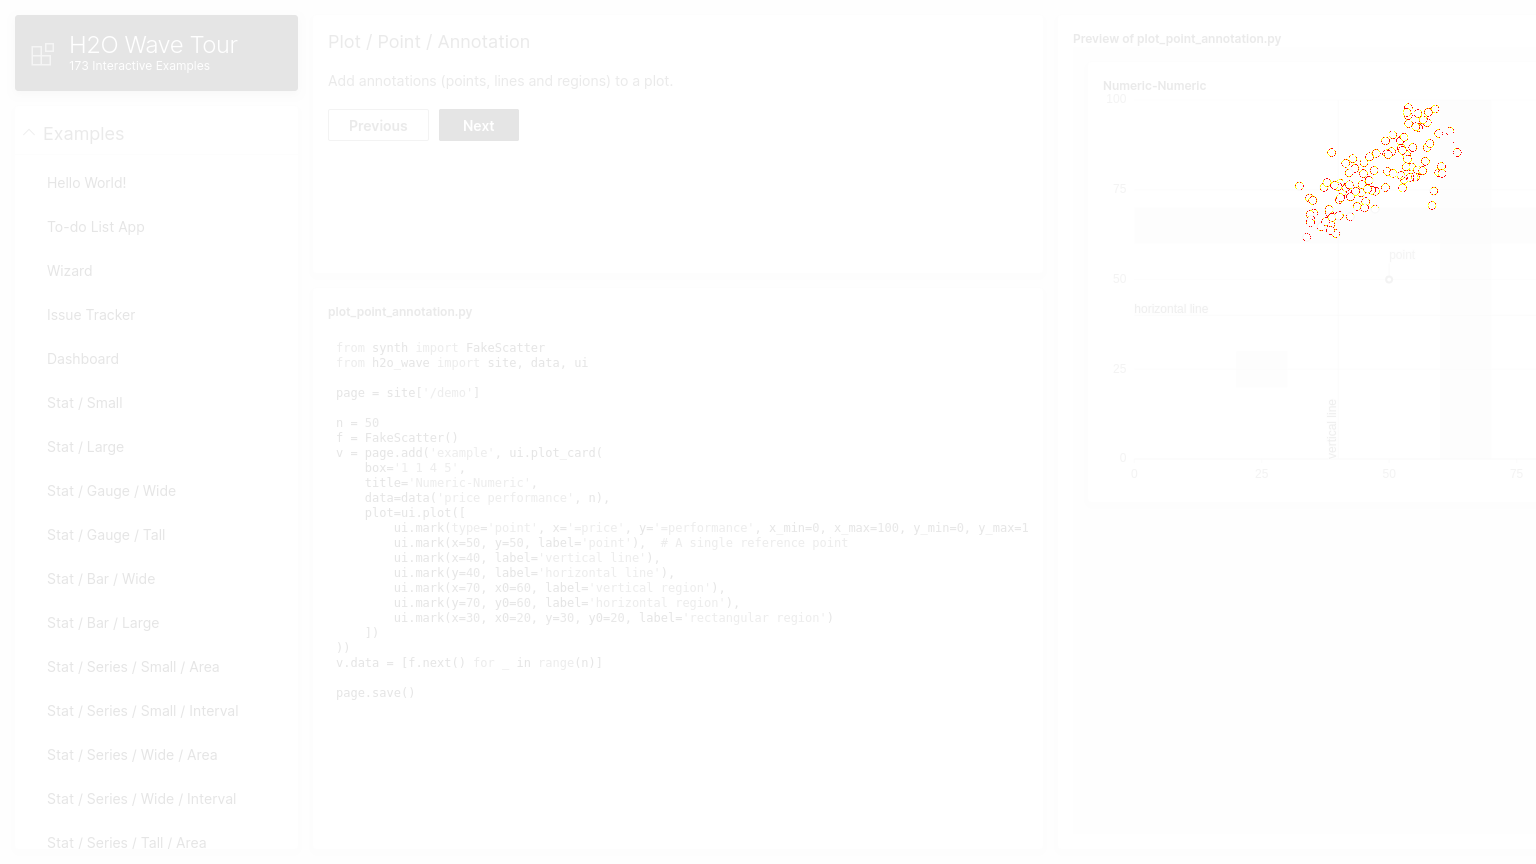 H2O Wave Tour
173 Interactive Examples
Examples
Hello World!
To-do List App
Wizard
Issue Tracker
Dashboard
Stat / Small
Stat / Large
Stat / Gauge / Wide
Stat / Gauge / Tall
Stat / Bar / Wide
Stat / Bar / Large
Stat / Series / Small / Area
Stat / Series / Small / Interval
Stat / Series / Wide / Area
Stat / Series / Wide / Interval
Stat / Series / Tall / Area
Plot / Point / Annotation
Add annotations (points, lines and regions) to a plot.
Previous
Next
plot_point_annotation.py
from synth import FakeScatter
from h2o_wave import site, data, ui
page = site['/demo']
n = 50
f = FakeScatter()
v = page.add('example', ui.plot_card(
    box='1 1 4 5',
    title='Numeric-Numeric',
    data=data('price performance', n),
    plot=ui.plot([
        ui.mark(type='point', x='=price', y='=performance', x_min=0, x_max=100, y_min=0, y_max=1
        ui.mark(x=50, y=50, label='point'),  # A single reference point
        ui.mark(x=40, label='vertical line'),
        ui.mark(y=40, label='horizontal line'),
        ui.mark(x=70, x0=60, label='vertical region'),
        ui.mark(y=70, y0=60, label='horizontal region'),
        ui.mark(x=30, x0=20, y=30, y0=20, label='rectangular region')
    ])
))
v.data = [f.next() for _ in range(n)]
page.save()
Preview of plot_point_annotation.py
Numeric-Numeric
100
75
50
25
0
point
horizontal line
vertical line
0
25
50
75